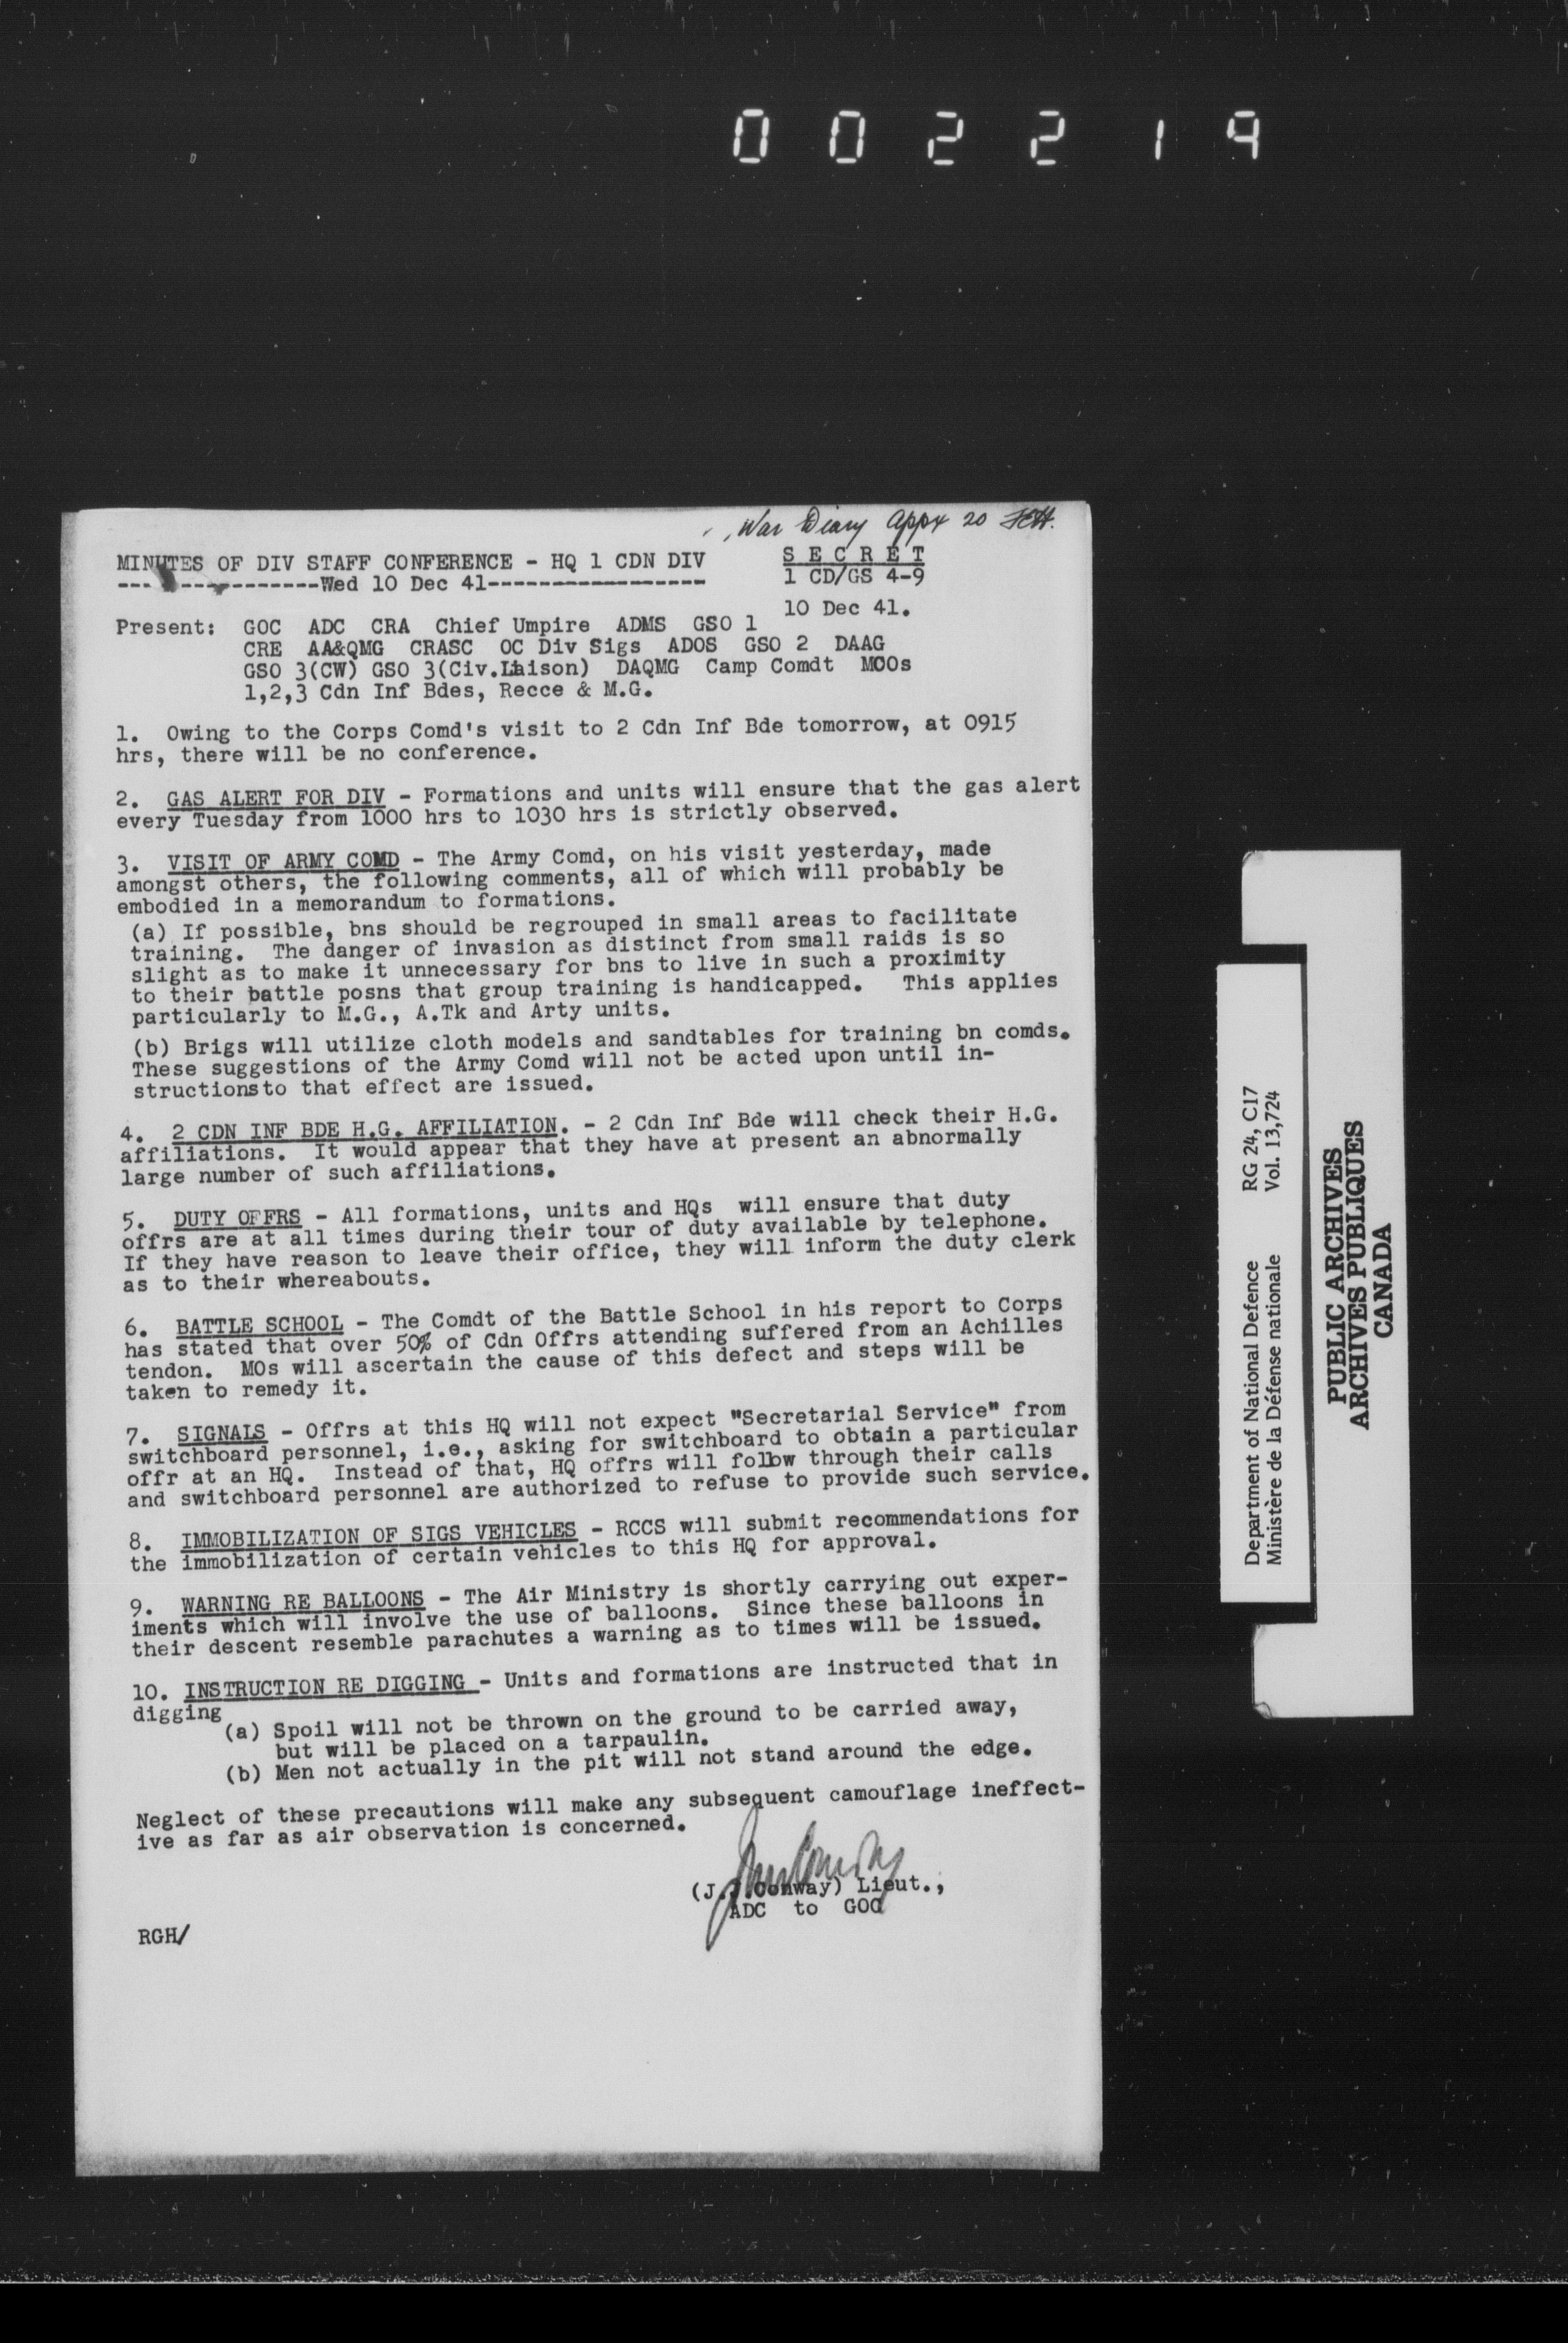 0 0 2 2 1 9
War Diary Appx 20
MINUTES OF DIV STAFF CONFERENCE - HQ 1 CDN DIV
S E C R E T
-----------------Wed 10 Dec 41-----------------
1 CD/GS 4-9
10 Dec 41.
Present: GOC ADC CRA Chief Umpire ADMS GSO 1
CRE AA&QMG CRASC OC Div Sigs ADOS GSO 2 DAAG
GSO 3(CW) GSO 3(Civ.Liaison) DAQMG Camp Comdt MOOs
1,2,3 Cdn Inf Bdes, Recce & M.G.
1. Owing to the Corps Comd's visit to 2 Cdn Inf Bde tomorrow, at 0915
hrs, there will be no conference.
2. GAS ALERT FOR DIV - Formations and units will ensure that the gas alert
every Tuesday from 1000 hrs to 1030 hrs is strictly observed.
3. VISIT OF ARMY COMD - The Army Comd, on his visit yesterday, made
amongst others, the following comments, all of which will probably be
embodied in a memorandum to formations.
(a) If possible, bns should be regrouped in small areas to facilitate
training. The danger of invasion as distinct from small raids is so
slight as to make it unnecessary for bns to live in such a proximity
to their battle posns that group training is handicapped. This applies
particularly to M.G., A.Tk and Arty units.
(b) Brigs will utilize cloth models and sandtables for training bn comds.
These suggestions of the Army Comd will not be acted upon until in-
structionsto that effect are issued.
4. 2 CDN INF BDE H.G. AFFILIATION. - 2 Cdn Inf Bde will check their H.G.
affiliations. It would appear that they have at present an abnormally
large number of such affiliations.
5. DUTY OFFRS - All formations, units and HQs will ensure that duty
offrs are at all times during their tour of duty available by telephone.
If they have reason to leave their office, they will inform the duty clerk
as to their whereabouts.
6. BATTLE SCHOOL - The Comdt of the Battle School in his report to Corps
has stated that over 50% of Cdn Offrs attending suffered from an Achilles
tendon. MOs will ascertain the cause of this defect and steps will be
taken to remedy it.
7. SIGNALS - Offrs at this HQ will not expect "Secretarial Service" from
switchboard personnel, i.e., asking for switchboard to obtain a particular
offr at an HQ. Instead of that, HQ offrs will follow through their calls
and switchboard personnel are authorized to refuse to provide such service.
8. IMMOBILIZATION OF SIGS VEHICLES - RCCS will submit recommendations for
the immobilization of certain vehicles to this HQ for approval.
9. WARNING RE BALLOONS - The Air Ministry is shortly carrying out exper-
iments which will involve the use of balloons. Since these balloons in
their descent resemble parachutes a warning as to times will be issued.
10. INSTRUCTION RE DIGGING - Units and formations are instructed that in
digging
(a) Spoil will not be thrown on the ground to be carried away,
but will be placed on a tarpaulin.
(b) Men not actually in the pit will not stand around the edge.
Neglect of these precautions will make any subsequent camouflage ineffect-
ive as far as air observation is concerned.
(J.J.Conway) Lieut.,
ADC to GOC
RGH/
Department of National Defence RG 24, C17
Ministère de la Défense nationale Vol. 13,724
PUBLIC ARCHIVES
ARCHIVES PUBLIQUES
CANADA